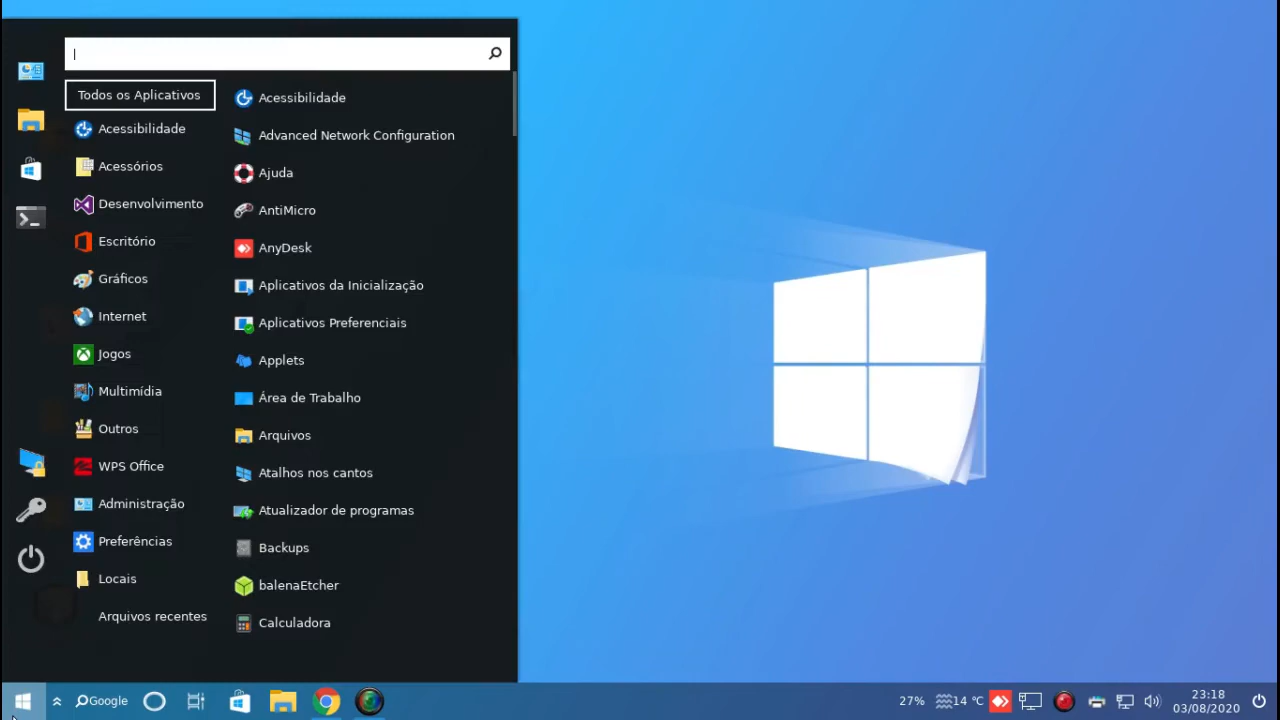 Todos os Aplicativos
Acessibilidade
Acessórios
Desenvolvimento
Escritório
Gráficos
Internet
Jogos
Multimídia
Outros
WPS Office
Administração
Preferências
Locais
Arquivos recentes
Acessibilidade
Advanced Network Configuration
Ajuda
AntiMicro
AnyDesk
Aplicativos da Inicialização
Aplicativos Preferenciais
Applets
Área de Trabalho
Arquivos
Atalhos nos cantos
Atualizador de programas
Backups
balenaEtcher
Calculadora
Google
27% 14 ℃
23:18
03/08/2020